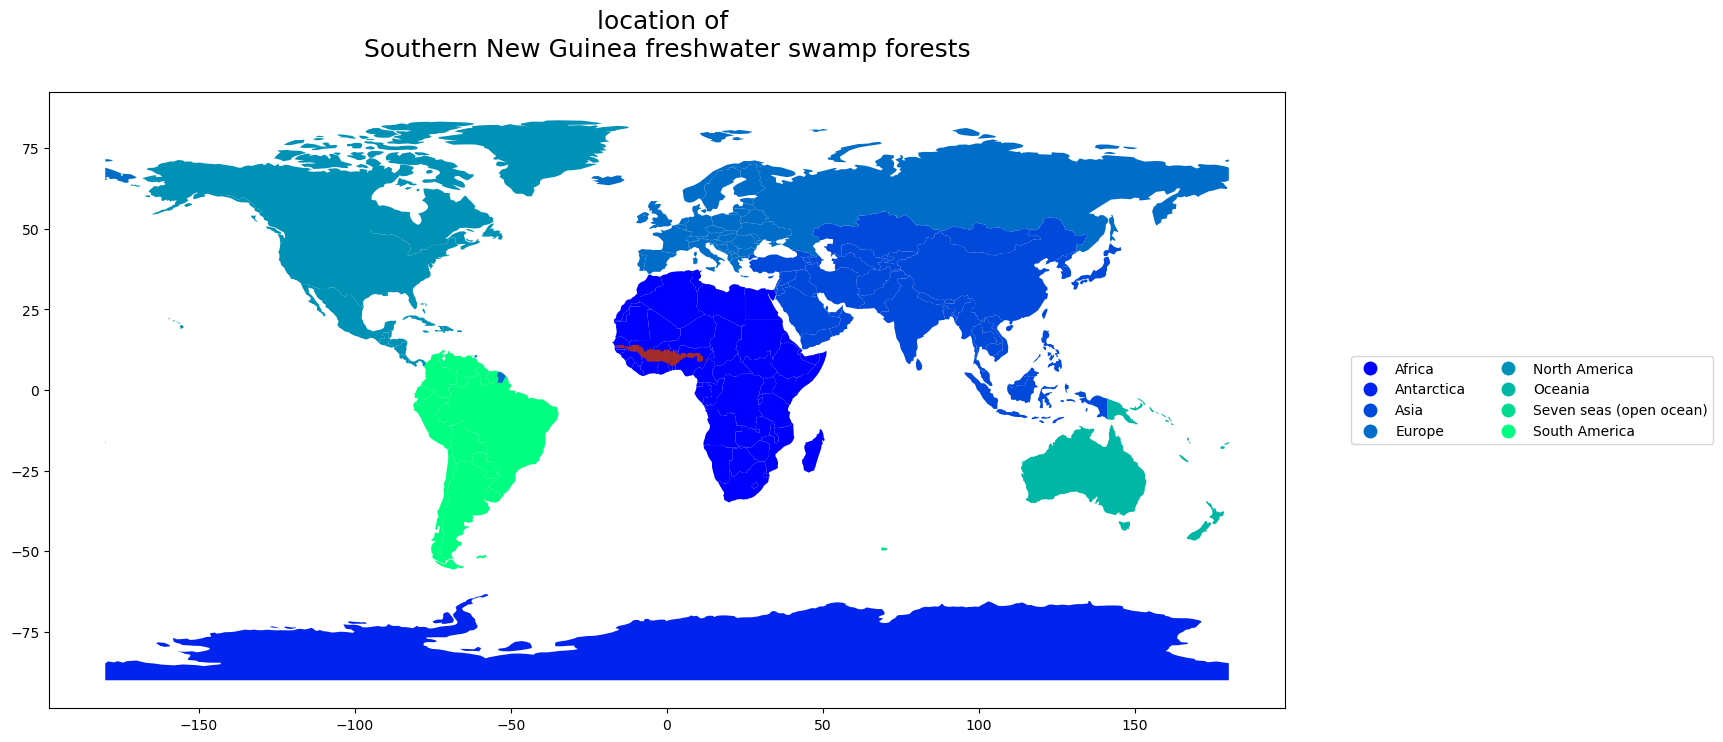 location of
Southern New Guinea freshwater swamp forests
75
50
25
0
−25
−50
−75
−150
−100
−50
0
50
100
150
Africa
Antarctica
Asia
Europe
North America
Oceania
Seven seas (open ocean)
South America